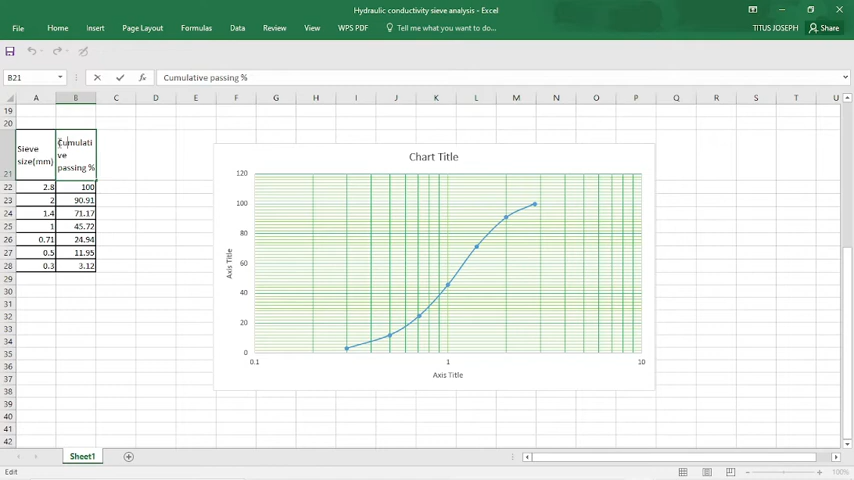 Hydraulic conductivity sieve analysis - Excel
File Home Insert Page Layout Formulas Data Review View WPS PDF Tell me what you want to do... TITUS JOSEPH Share
B21 Cumulative passing %
A B C D E F G H I J K L M N O P Q R S T U
19
20
21 Sieve size(mm) Cumulati
ve
passing %
22 2.8 100
23 2 90.91
24 1.4 71.17
25 1 45.72
26 0.71 24.94
27 0.5 11.95
28 0.3 3.12
29
30
31
32
33
34
35
36
37
38
39
40
41
42
Chart Title
120
100
80
60
40
20
0
Axis Title
0.1 1 10
Axis Title
Sheet1
Edit 100%